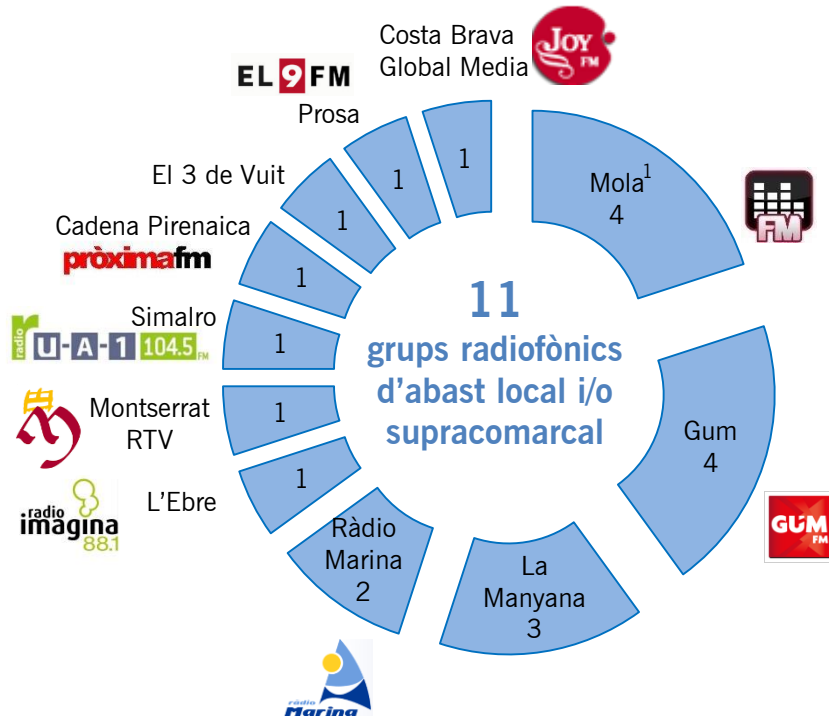 Costa Brava
Global Media
JOY
FM
EL 9 FM
Prosa
El 3 de Vuit
Cadena Pirenaica
pròximafm
Simalro
radio
rU-A-1 104.5 FM
Montserrat
RTV
L'Ebre
radio
imagina
88.1
1
1
1
1
1
1
1
Mola¹
4
FM
Gum
4
GUM
FM
La
Manyana
3
Ràdio
Marina
2
ràdio
Marina
11
grups radiofònics
d'abast local i/o
supracomarcal